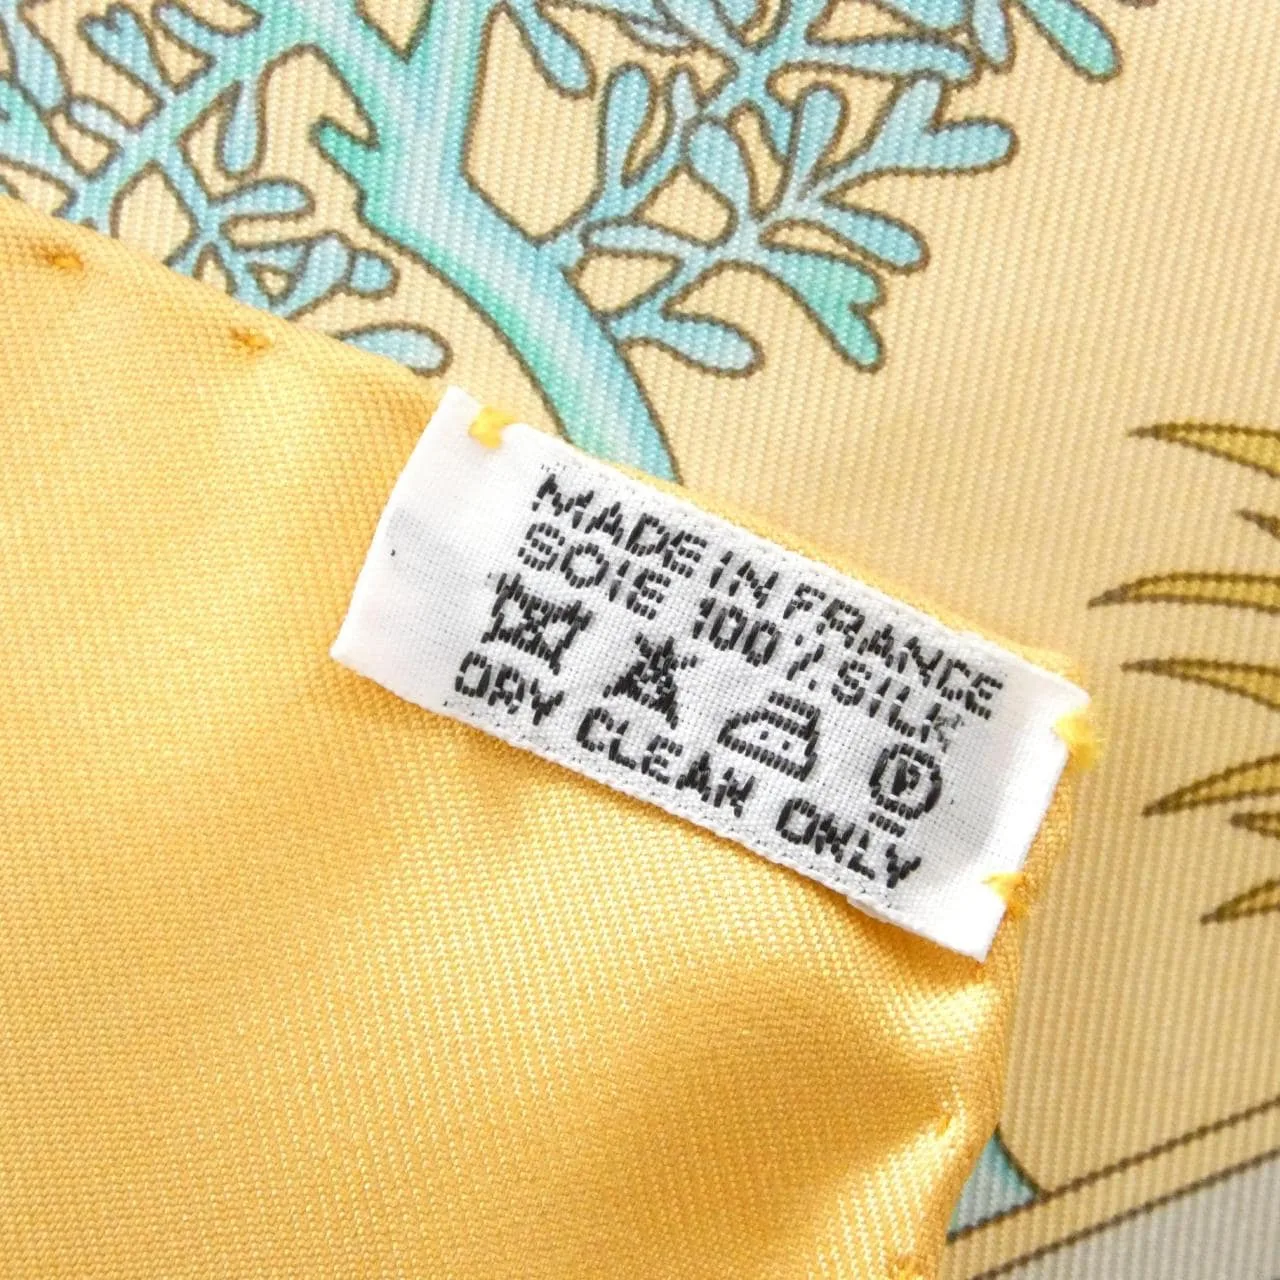 MADE IN FRANCE
SOIE 100 % SILK
P
DRY CLEAN ONLY